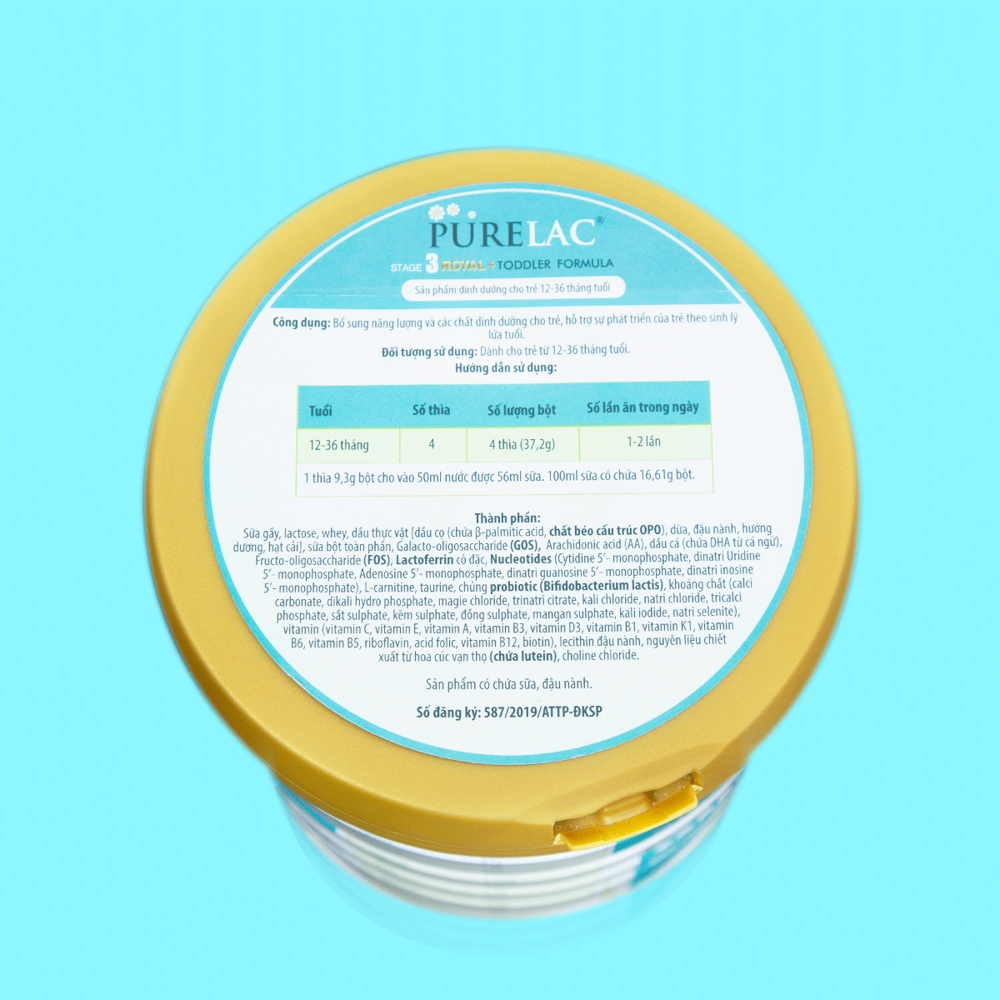 PURELAC®
STAGE 3 ROYAL+ TODDLER FORMULA
Sản phẩm dinh dưỡng cho trẻ 12-36 tháng tuổi
Công dụng: Bổ sung năng lượng và các chất dinh dưỡng cho trẻ, hỗ trợ sự phát triển của trẻ theo sinh lý
lứa tuổi.
Đối tượng sử dụng: Dành cho trẻ từ 12-36 tháng tuổi.
Hướng dẫn sử dụng:
Tuổi Số thìa Số lượng bột Số lần ăn trong ngày
12-36 tháng 4 4 thìa (37,2g) 1-2 lần
1 thìa 9,3g bột cho vào 50ml nước được 56ml sữa. 100ml sữa có chứa 16,61g bột.
Thành phần:
Sữa gầy, lactose, whey, dầu thực vật [dầu cọ (chứa β-palmitic acid, chất béo cấu trúc OPO), dừa, đậu nành, hướng
dương, hạt cải], sữa bột toàn phần, Galacto-oligosaccharide (GOS), Arachidonic acid (AA), dầu cá (chứa DHA từ cá ngừ),
Fructo-oligosaccharide (FOS), Lactoferrin cô đặc, Nucleotides (Cytidine 5’- monophosphate, dinatri Uridine
5’- monophosphate, Adenosine 5’- monophosphate, dinatri guanosine 5’- monophosphate, dinatri inosine
5’- monophosphate), L-carnitine, taurine, chủng probiotic (Bifidobacterium lactis), khoáng chất (calci
carbonate, dikali hydro phosphate, magie chloride, trinatri citrate, kali chloride, natri chloride, tricalci
phosphate, sắt sulphate, kẽm sulphate, đồng sulphate, mangan sulphate, kali iodide, natri selenite),
vitamin (vitamin C, vitamin E, vitamin A, vitamin B3, vitamin D3, vitamin B1, vitamin K1, vitamin
B6, vitamin B5, riboflavin, acid folic, vitamin B12, biotin), lecithin đậu nành, nguyên liệu chiết
xuất từ hoa cúc vạn thọ (chứa lutein), choline chloride.
Sản phẩm có chứa sữa, đậu nành.
Số đăng ký: 587/2019/ATTP-ĐKSP